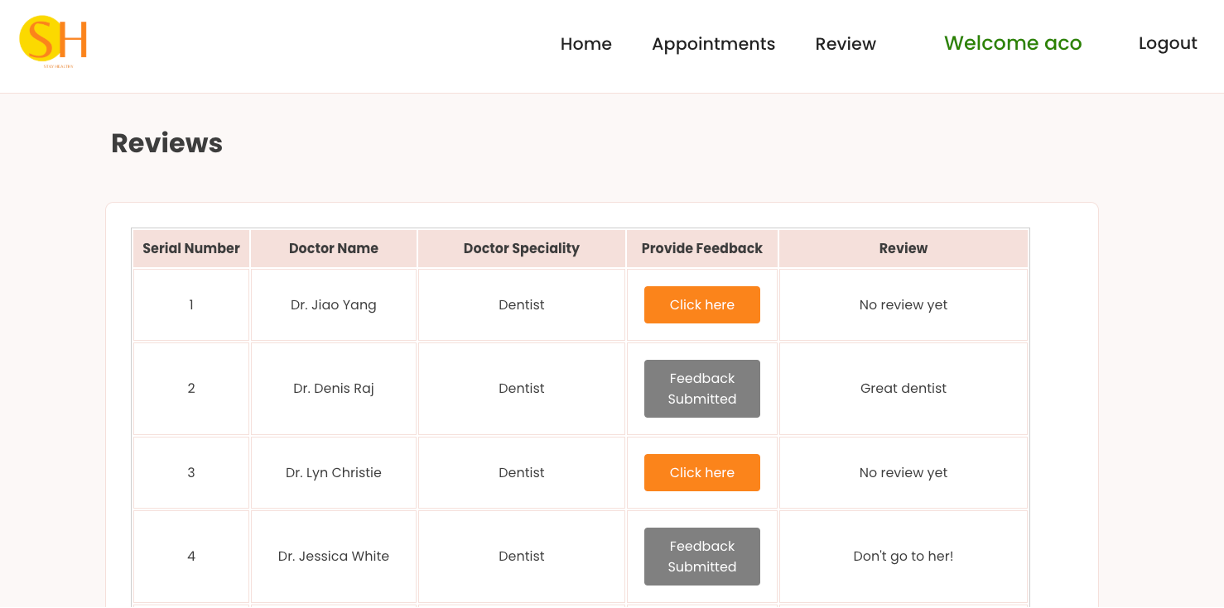 SH
STAY HEALTHY
Home Appointments Review Welcome aco Logout
Reviews
Serial Number Doctor Name Doctor Speciality Provide Feedback Review
1 Dr. Jiao Yang Dentist Click here No review yet
2 Dr. Denis Raj Dentist Feedback Submitted Great dentist
3 Dr. Lyn Christie Dentist Click here No review yet
4 Dr. Jessica White Dentist Feedback Submitted Don't go to her!